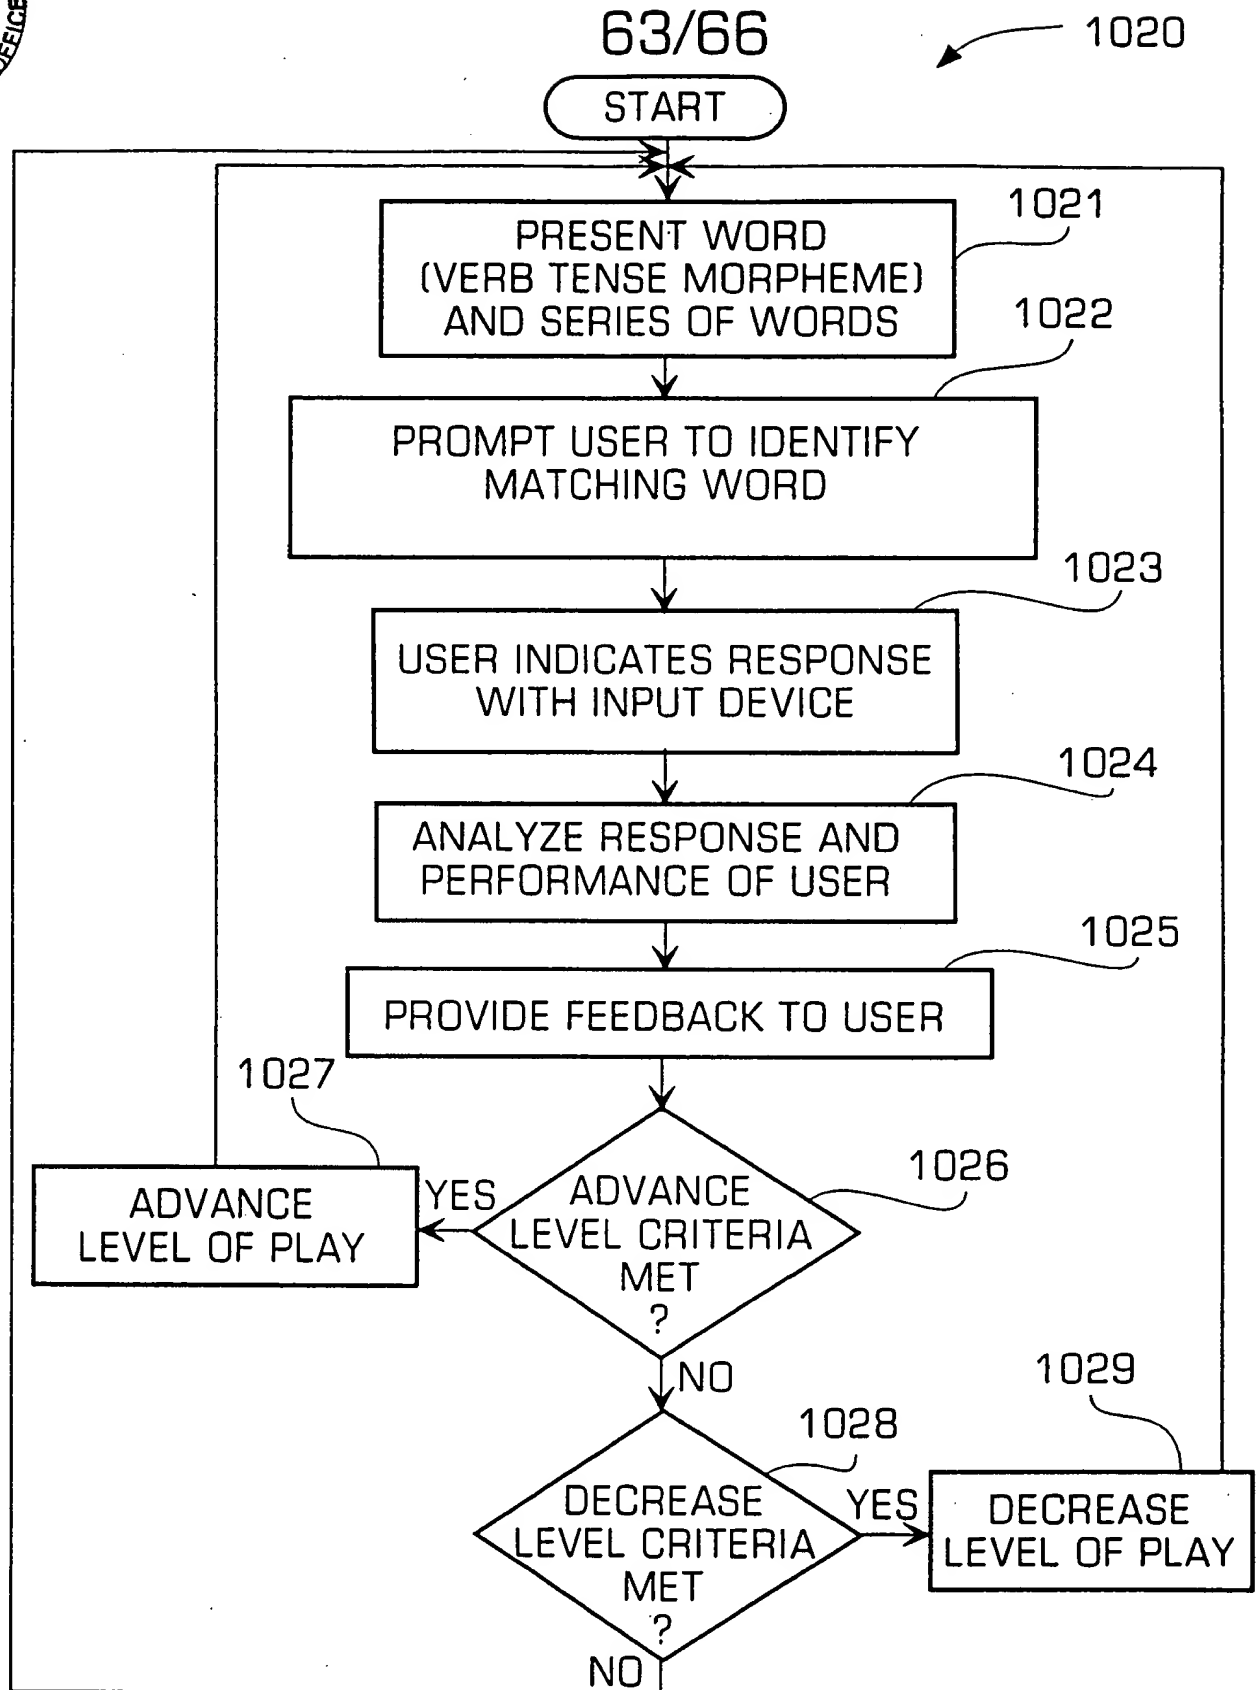 OFFICE
63/66
1020
START
1021
PRESENT WORD
(VERB TENSE MORPHEME)
AND SERIES OF WORDS
1022
PROMPT USER TO IDENTIFY
MATCHING WORD
1023
USER INDICATES RESPONSE
WITH INPUT DEVICE
1024
ANALYZE RESPONSE AND
PERFORMANCE OF USER
1025
PROVIDE FEEDBACK TO USER
1027
ADVANCE
LEVEL OF PLAY
YES
1026
ADVANCE
LEVEL CRITERIA
MET
?
NO
1028
DECREASE
LEVEL CRITERIA
MET
?
YES
1029
DECREASE
LEVEL OF PLAY
NO